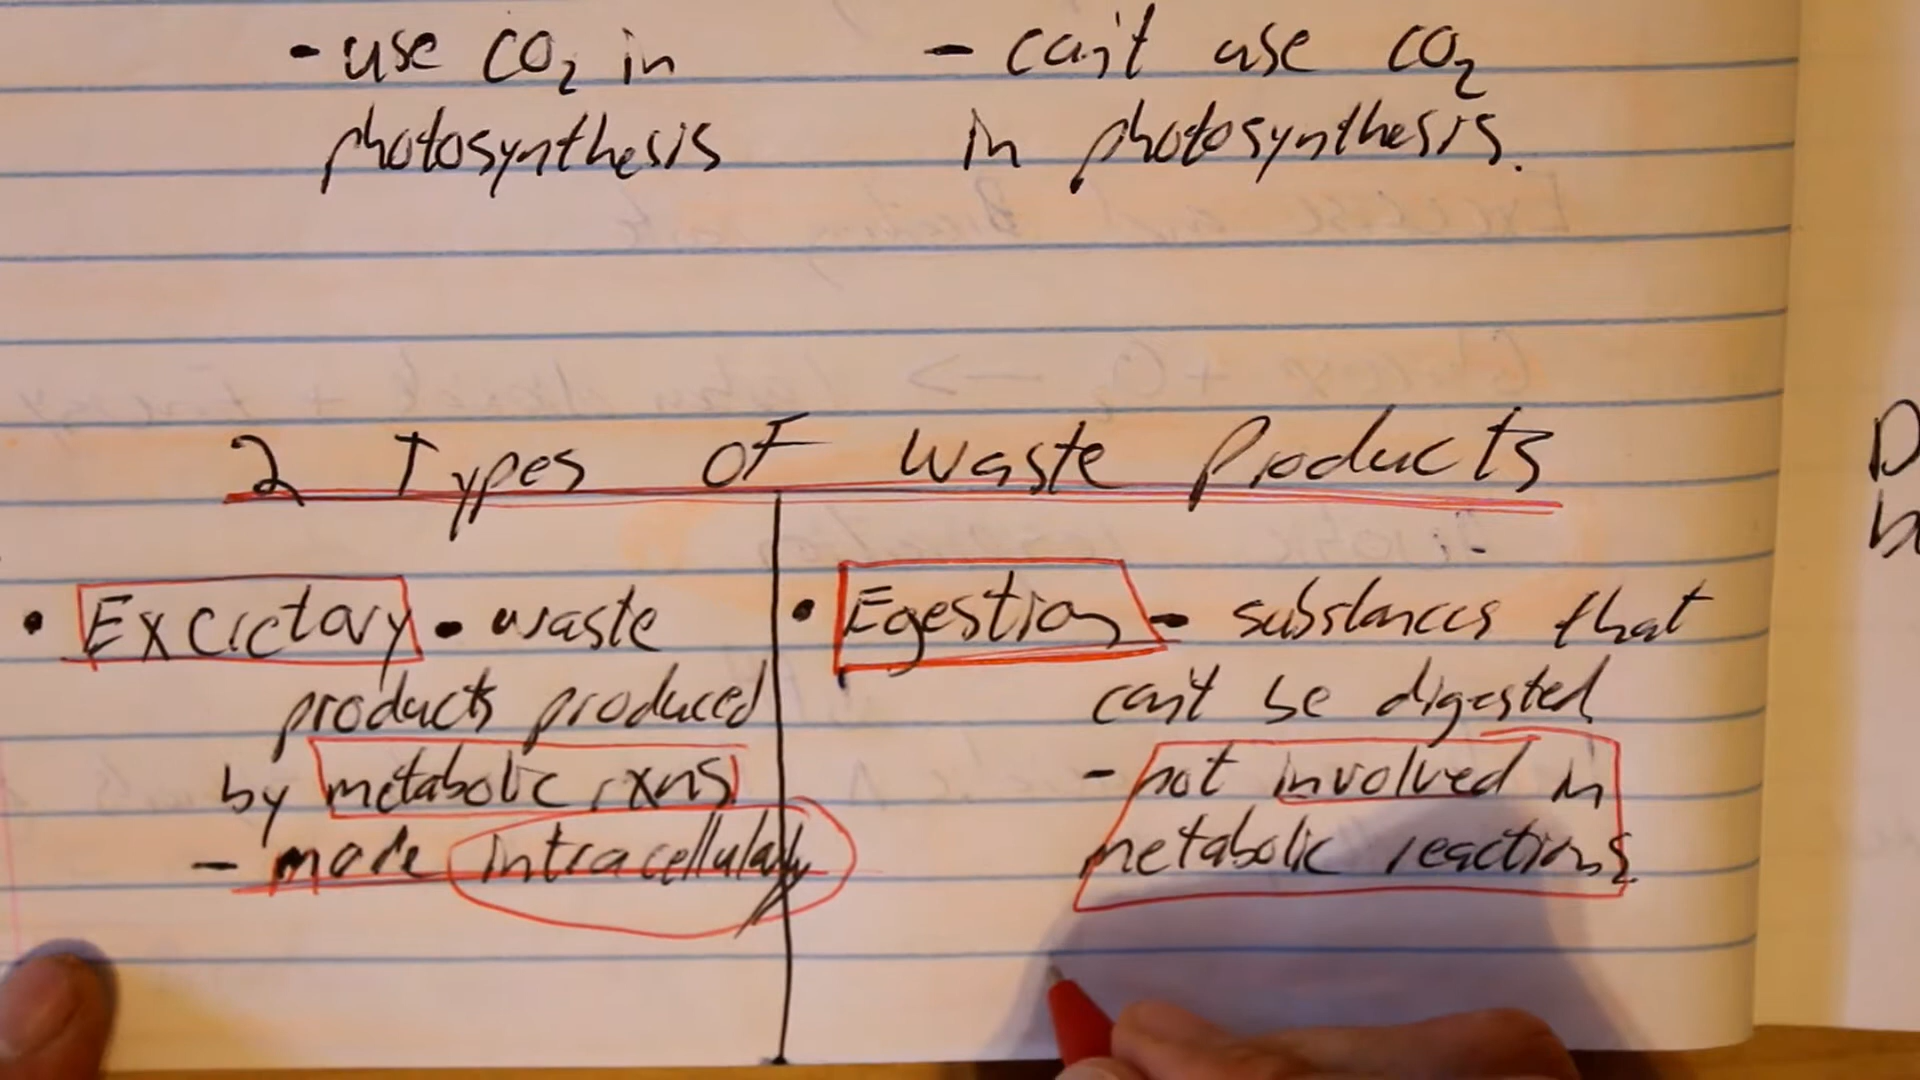 - use CO2 in
photosynthesis
- can't use CO2
in photosynthesis.
2 Types of Waste Products
• Excretory • waste
products produced
by metabolic rxns
- made intracellularly
• Egestion - substances that
can't be digested
- not involved in
metabolic reactions